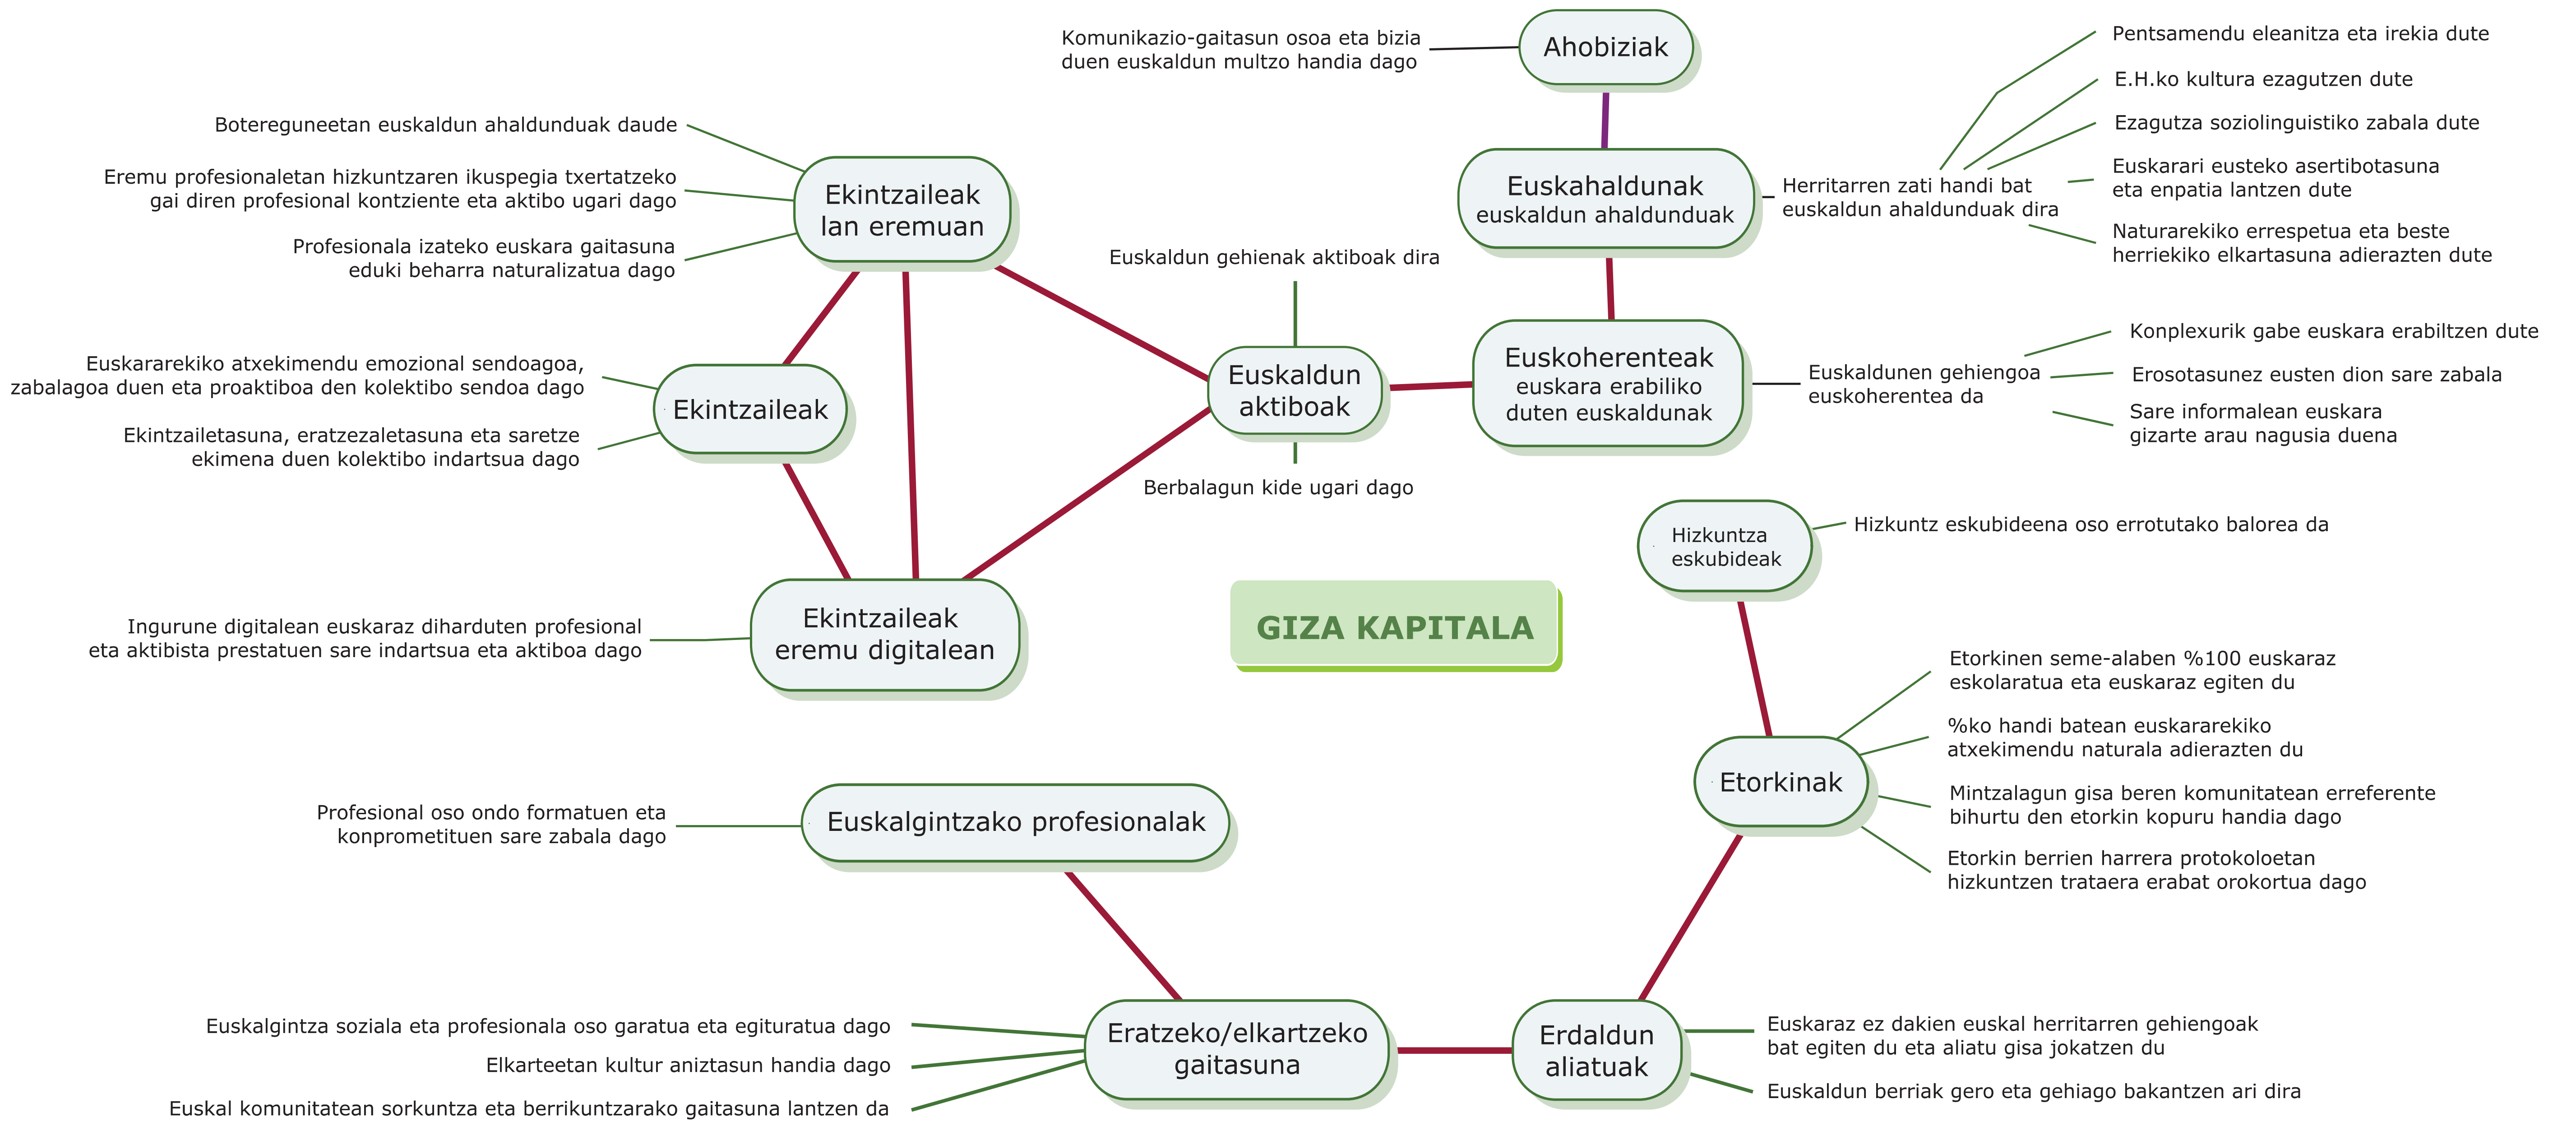 Komunikazio-gaitasun osoa eta bizia
duen euskaldun multzo handia dago
Ahobiziak
Pentsamendu eleanitza eta irekia dute
E.H.ko kultura ezagutzen dute
Ezagutza soziolinguistiko zabala dute
Euskarari eusteko asertibotasuna
eta enpatia lantzen dute
Naturarekiko errespetua eta beste
herriekiko elkartasuna adierazten dute
Euskahaldunak
euskaldun ahaldunduak
Herritarren zati handi bat
euskaldun ahaldunduak dira
Botereguneetan euskaldun ahaldunduak daude
Eremu profesionaletan hizkuntzaren ikuspegia txertatzeko
gai diren profesional kontziente eta aktibo ugari dago
Profesionala izateko euskara gaitasuna
eduki beharra naturalizatua dago
Ekintzaileak
lan eremuan
Euskaldun gehienak aktiboak dira
Euskaldun
aktiboak
Berbalagun kide ugari dago
Euskoherenteak
euskara erabiliko
duten euskaldunak
Euskaldunen gehiengoa
euskoherentea da
Konplexurik gabe euskara erabiltzen dute
Erosotasunez eusten dion sare zabala
Sare informalean euskara
gizarte arau nagusia duena
Euskararekiko atxekimendu emozional sendoagoa,
zabalagoa duen eta proaktiboa den kolektibo sendoa dago
Ekintzailetasuna, eratzezaletasuna eta saretze
ekimena duen kolektibo indartsua dago
Ekintzaileak
Hizkuntza
eskubideak
Hizkuntz eskubideena oso errotutako balorea da
Ingurune digitalean euskaraz diharduten profesional
eta aktibista prestatuen sare indartsua eta aktiboa dago
Ekintzaileak
eremu digitalean
GIZA KAPITALA
Etorkinen seme-alaben %100 euskaraz
eskolaratua eta euskaraz egiten du
%ko handi batean euskararekiko
atxekimendu naturala adierazten du
Etorkinak
Mintzalagun gisa beren komunitatean erreferente
bihurtu den etorkin kopuru handia dago
Etorkin berrien harrera protokoloetan
hizkuntzen trataera erabat orokortua dago
Profesional oso ondo formatuen eta
konprometituen sare zabala dago
Euskalgintzako profesionalak
Euskalgintza soziala eta profesionala oso garatua eta egituratua dago
Elkarteetan kultur aniztasun handia dago
Euskal komunitatean sorkuntza eta berrikuntzarako gaitasuna lantzen da
Eratzeko/elkartzeko
gaitasuna
Erdaldun
aliatuak
Euskaraz ez dakien euskal herritarren gehiengoak
bat egiten du eta aliatu gisa jokatzen du
Euskaldun berriak gero eta gehiago bakantzen ari dira